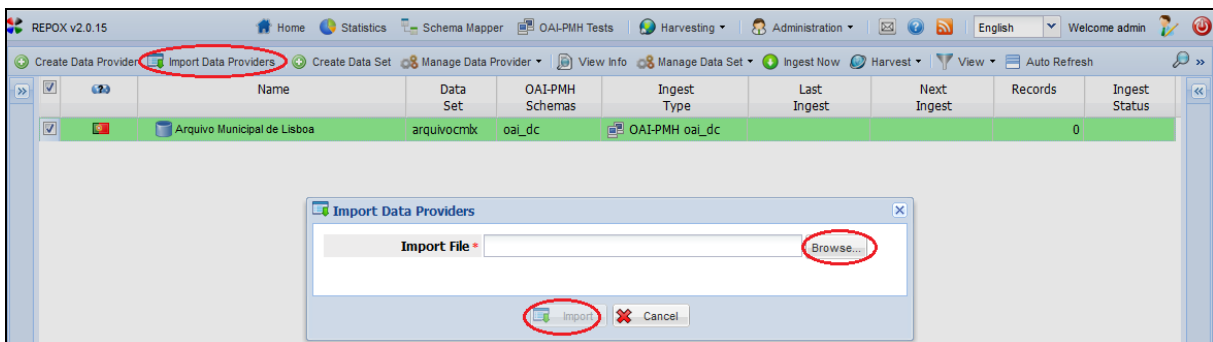 REPOX v2.0.15 Home Statistics Schema Mapper OAI-PMH Tests Harvesting Administration English Welcome admin
Create Data Provider Import Data Providers Create Data Set Manage Data Provider View Info Manage Data Set Ingest Now Harvest View Auto Refresh »
Name Data Set OAI-PMH Schemas Ingest Type Last Ingest Next Ingest Records Ingest Status
Arquivo Municipal de Lisboa arquivocmlx oai_dc OAI-PMH oai_dc 0
Import Data Providers
Import File * Browse...
Import Cancel